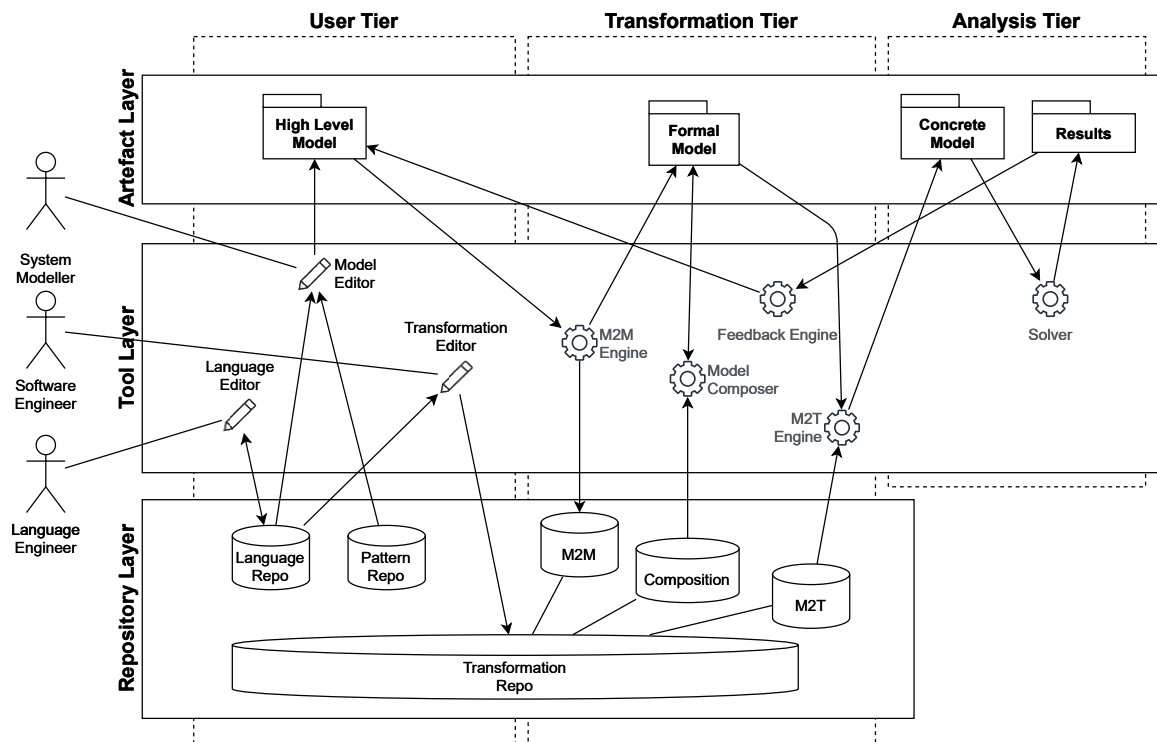 User Tier
Transformation Tier
Analysis Tier
Artefact Layer
High Level
Model
Formal
Model
Concrete
Model
Results
System
Modeller
Software
Engineer
Language
Engineer
Tool Layer
Model
Editor
Transformation
Editor
Language
Editor
M2M
Engine
Feedback Engine
Solver
Model
Composer
M2T
Engine
Repository Layer
Language
Repo
Pattern
Repo
M2M
Composition
M2T
Transformation
Repo